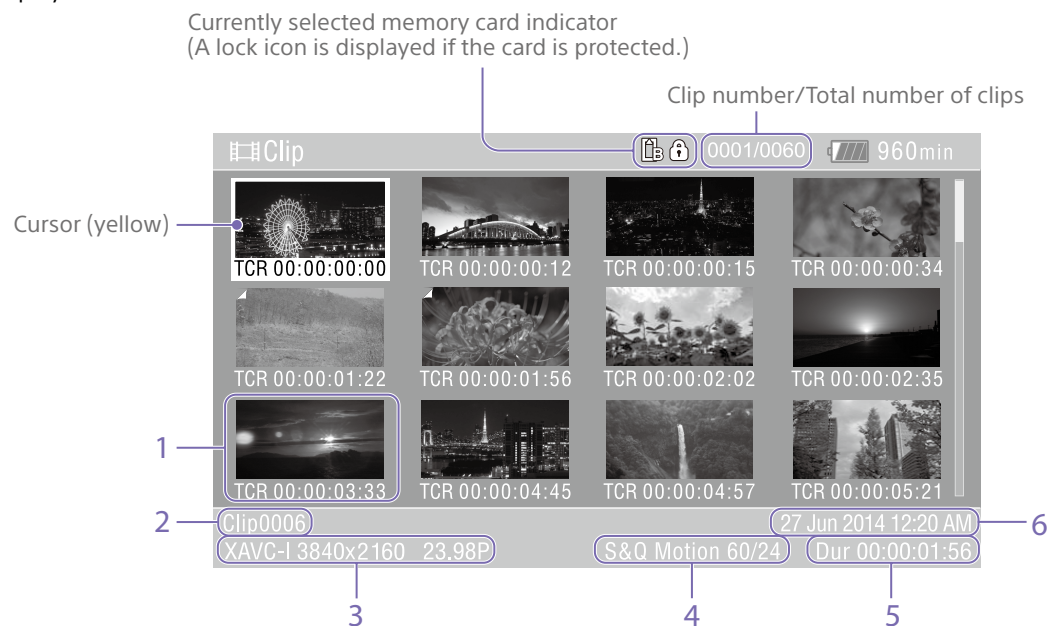 Currently selected memory card indicator
(A lock icon is displayed if the card is protected.)
Clip number/Total number of clips
Clip
B
0001/0060
960min
Cursor (yellow)
TCR 00:00:00:00
TCR 00:00:00:12
TCR 00:00:00:15
TCR 00:00:00:34
TCR 00:00:01:22
TCR 00:00:01:56
TCR 00:00:02:02
TCR 00:00:02:35
1
TCR 00:00:03:33
TCR 00:00:04:45
TCR 00:00:04:57
TCR 00:00:05:21
2
Clip0006
27 Jun 2014 12:20 AM
6
XAVC-I 3840x2160 23.98P
S&Q Motion 60/24
Dur 00:00:01:56
3
4
5